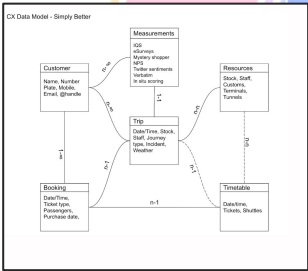 CX Data Model - Simply Better
Measurements
IQS
eSurveys
Mystery shopper
NPS
Twitter sentiments
Verbatim
In situ scoring
Customer
Name, Number
Plate, Mobile,
Email, @handle
Resources
Stock, Staff,
Customs,
Terminals,
Tunnels
Trip
Date/Time, Stock,
Staff, Journey
type, Incident,
Weather
Booking
Date/Time,
Ticket type,
Passengers,
Purchase date,
Timetable
Date/time,
Tickets, Shuttles
1-1
n-1
n-1
n-1